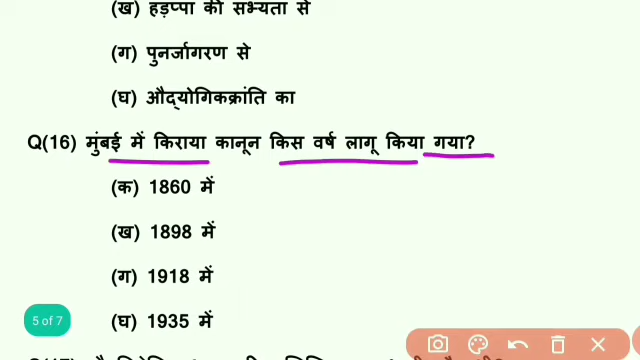 (ख) हड़प्पा की सभ्यता से
(ग) पुनर्जागरण से
(घ) औद्योगिकक्रांति का
Q(16) मुंबई में किराया कानून किस वर्ष लागू किया गया?
(क) 1860 में
(ख) 1898 में
(ग) 1918 में
(घ) 1935 में
5 of 7